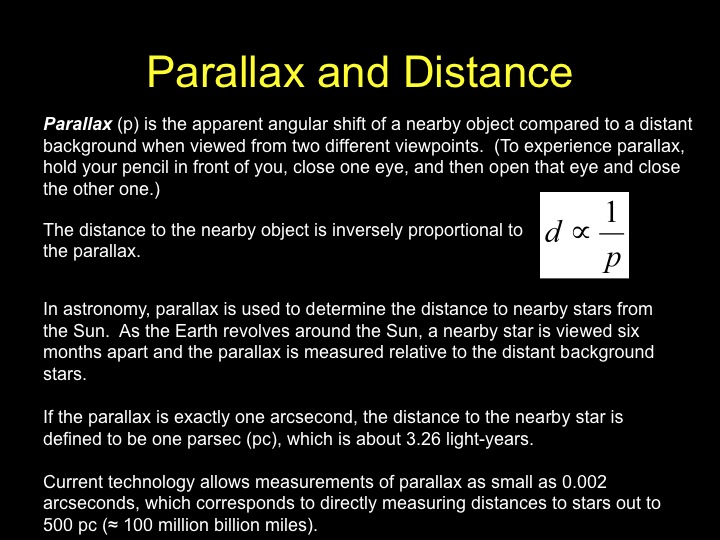 Parallax and Distance
Parallax (p) is the apparent angular shift of a nearby object compared to a distant
background when viewed from two different viewpoints.  (To experience parallax,
hold your pencil in front of you, close one eye, and then open that eye and close
the other one.)
The distance to the nearby object is inversely proportional to
the parallax.
d ∝ 1/p
In astronomy, parallax is used to determine the distance to nearby stars from
the Sun.  As the Earth revolves around the Sun, a nearby star is viewed six
months apart and the parallax is measured relative to the distant background
stars.
If the parallax is exactly one arcsecond, the distance to the nearby star is
defined to be one parsec (pc), which is about 3.26 light-years.
Current technology allows measurements of parallax as small as 0.002
arcseconds, which corresponds to directly measuring distances to stars out to
500 pc (≈ 100 million billion miles).